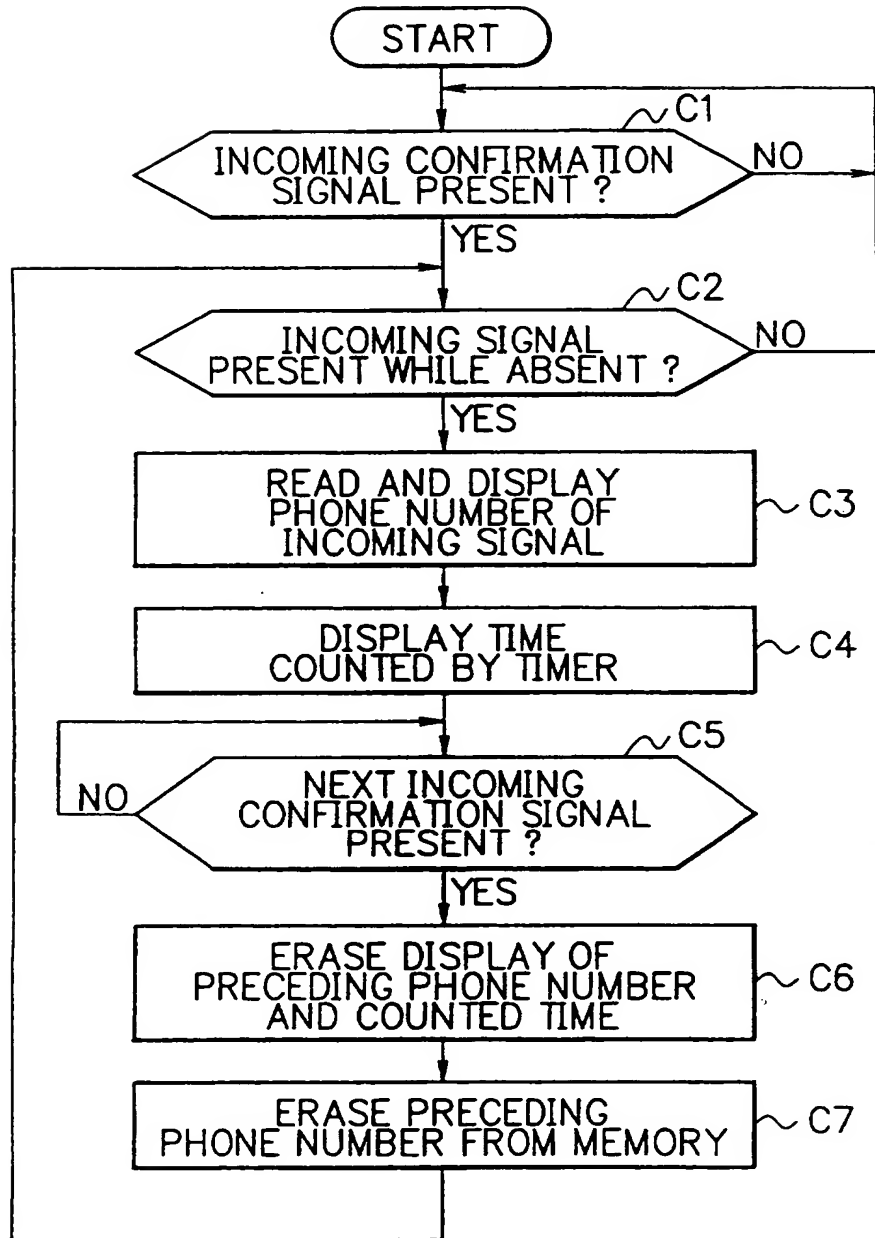 START
C1
INCOMING CONFIRMATION
SIGNAL PRESENT ?
NO
YES
C2
INCOMING SIGNAL
PRESENT WHILE ABSENT ?
NO
YES
READ AND DISPLAY
PHONE NUMBER OF
INCOMING SIGNAL
C3
DISPLAY TIME
COUNTED BY TIMER
C4
C5
NEXT INCOMING
CONFIRMATION SIGNAL
PRESENT ?
NO
YES
ERASE DISPLAY OF
PRECEDING PHONE NUMBER
AND COUNTED TIME
C6
ERASE PRECEDING
PHONE NUMBER FROM MEMORY
C7